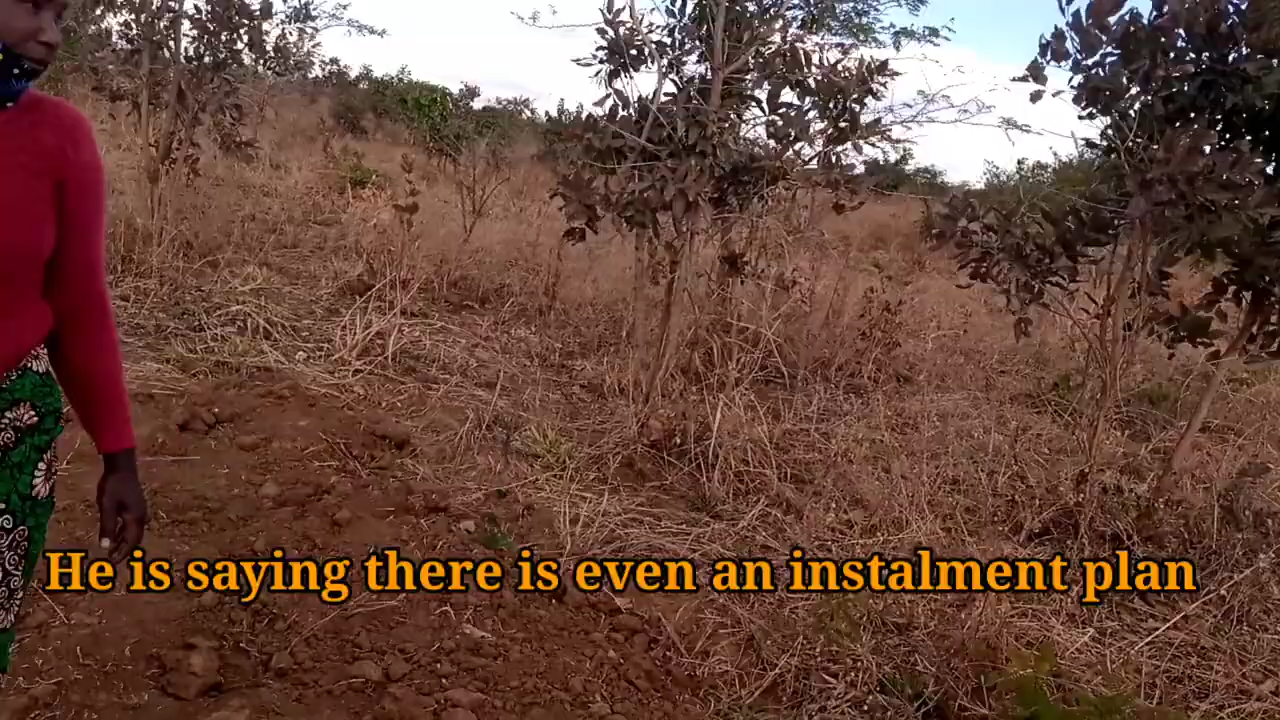 He is saying there is even an instalment plan